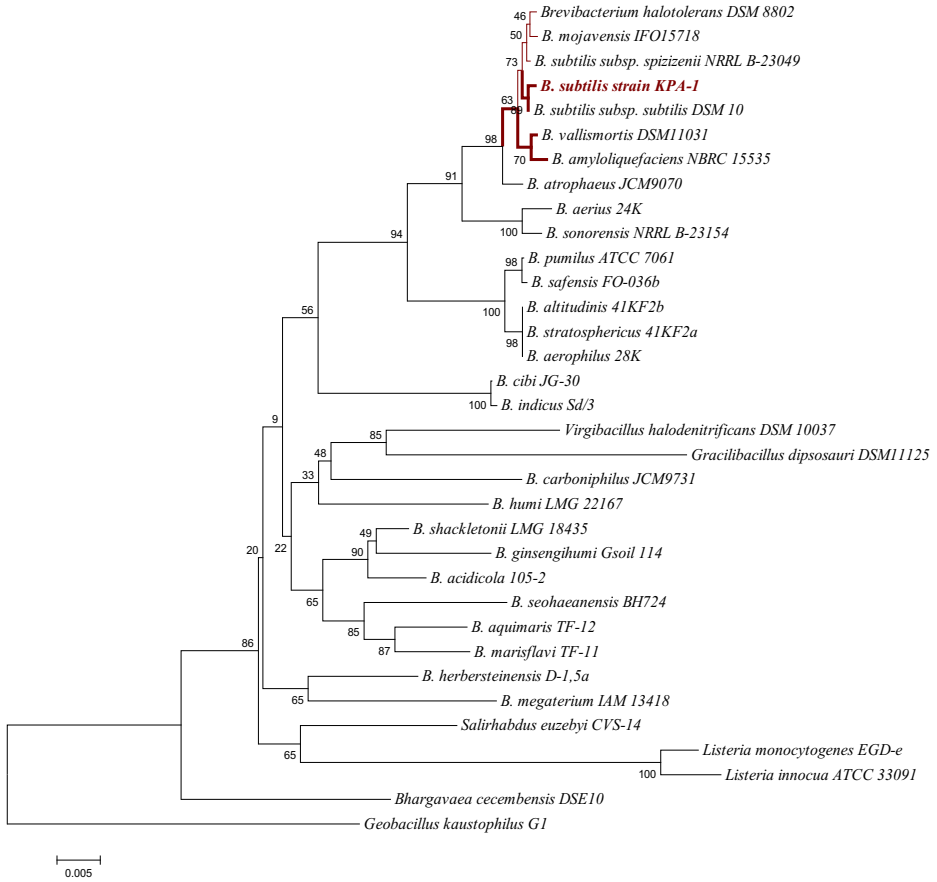 46
Brevibacterium halotolerans DSM 8802
50
B. mojavensis IFO15718
73
B. subtilis subsp. spizizenii NRRL B-23049
B. subtilis strain KPA-1
63
89
B. subtilis subsp. subtilis DSM 10
98
B. vallismortis DSM11031
70
B. amyloliquefaciens NBRC 15535
91
B. atrophaeus JCM9070
B. aerius 24K
94
100
B. sonorensis NRRL B-23154
98
B. pumilus ATCC 7061
B. safensis FO-036b
56
100
B. altitudinis 41KF2b
B. stratosphericus 41KF2a
98
B. aerophilus 28K
B. cibi JG-30
100
B. indicus Sd/3
9
85
Virgibacillus halodenitrificans DSM 10037
48
Gracilibacillus dipsosauri DSM11125
33
B. carboniphilus JCM9731
B. humi LMG 22167
49
B. shackletonii LMG 18435
20
22
90
B. ginsengihumi Gsoil 114
B. acidicola 105-2
65
B. seohaeanensis BH724
85
B. aquimaris TF-12
86
87
B. marisflavi TF-11
B. herbersteinensis D-1,5a
65
B. megaterium IAM 13418
Salirhabdus euzebyi CVS-14
65
Listeria monocytogenes EGD-e
100
Listeria innocua ATCC 33091
Bhargavaea cecembensis DSE10
Geobacillus kaustophilus G1
0.005